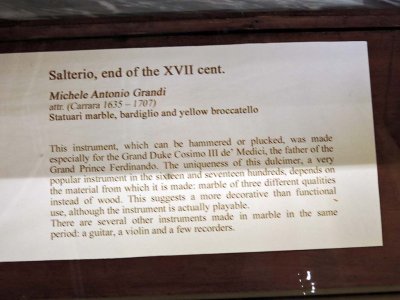 Salterio, end of the XVII cent.
Michele Antonio Grandi
attr. (Carrara 1635 – 1707)
Statuari marble, bardiglio and yellow broccatello
This instrument, which can be hammered or plucked, was made
especially for the Grand Duke Cosimo III de' Medici, the father of the
Grand Prince Ferdinando. The uniqueness of this dulcimer, a very
popular instrument in the sixteen and seventeen hundreds, depends on
the material from which it is made: marble of three different qualities
instead of wood. This suggests a more decorative than functional
use, although the instrument is actually playable.
There are several other instruments made in marble in the same
period: a guitar, a violin and a few recorders.